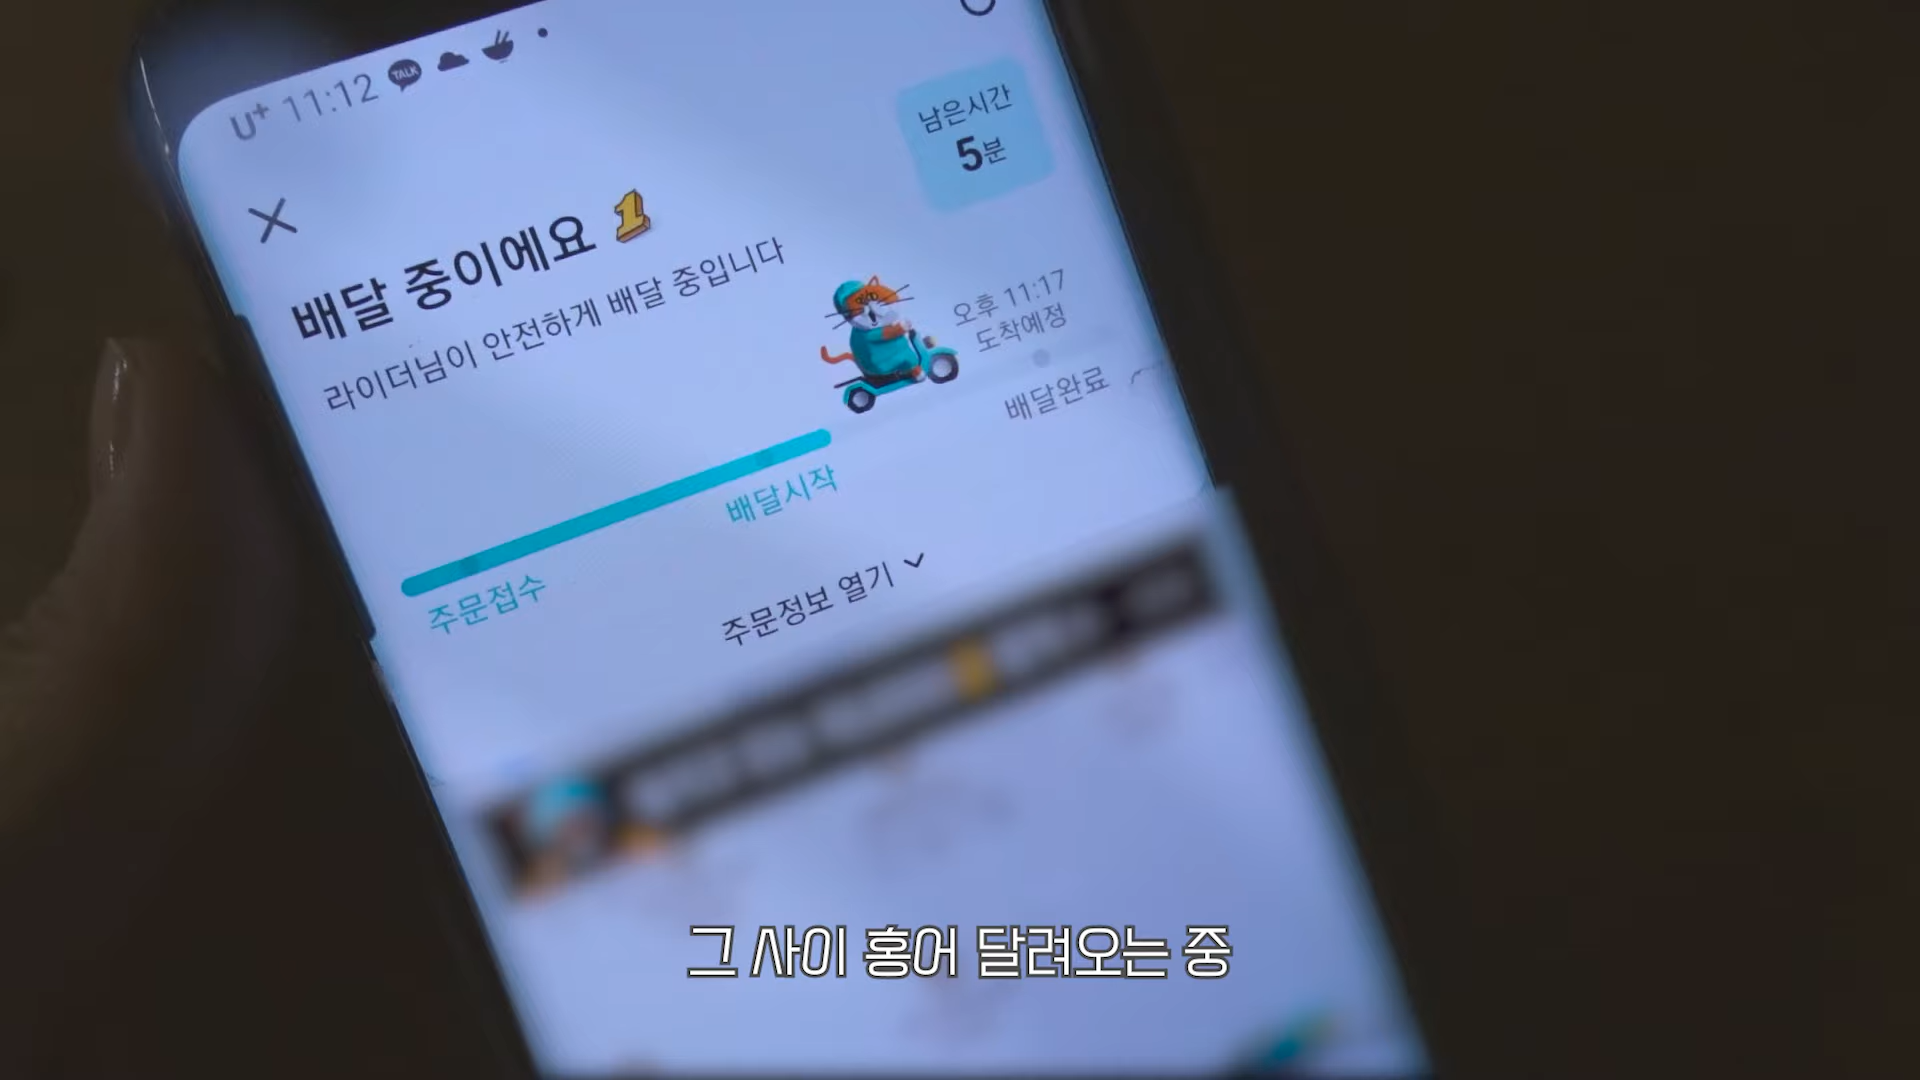 U+ 11:12 TALK
남은시간
5분
배달 중이에요
라이더님이 안전하게 배달 중입니다
오후 11:17
도착예정
배달완료
배달시작
주문접수
주문정보 열기
그 사이 홍어 달려오는 중